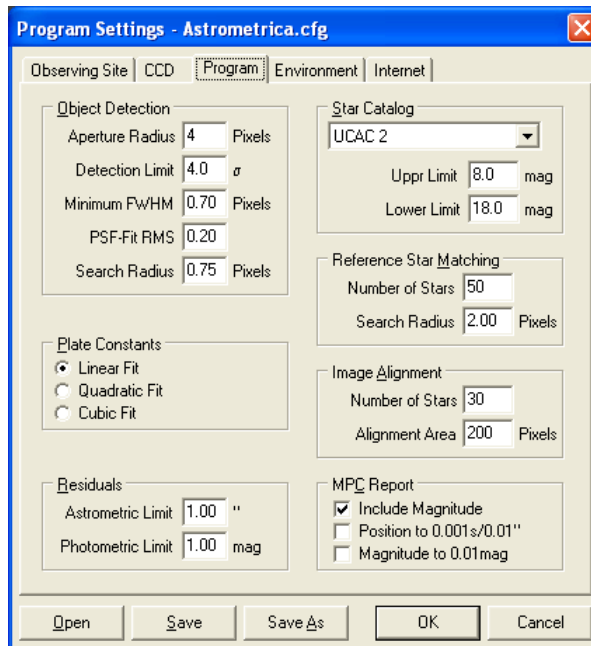 Program Settings - Astrometrica.cfg
Observing Site CCD Program Environment Internet
Object Detection
Aperture Radius 4 Pixels
Detection Limit 4.0 σ
Minimum FWHM 0.70 Pixels
PSF-Fit RMS 0.20
Search Radius 0.75 Pixels
Plate Constants
Linear Fit
Quadratic Fit
Cubic Fit
Residuals
Astrometric Limit 1.00 "
Photometric Limit 1.00 mag
Star Catalog
UCAC 2
Uppr Limit 8.0 mag
Lower Limit 18.0 mag
Reference Star Matching
Number of Stars 50
Search Radius 2.00 Pixels
Image Alignment
Number of Stars 30
Alignment Area 200 Pixels
MPC Report
Include Magnitude
Position to 0.001s/0.01"
Magnitude to 0.01mag
Open Save Save As OK Cancel